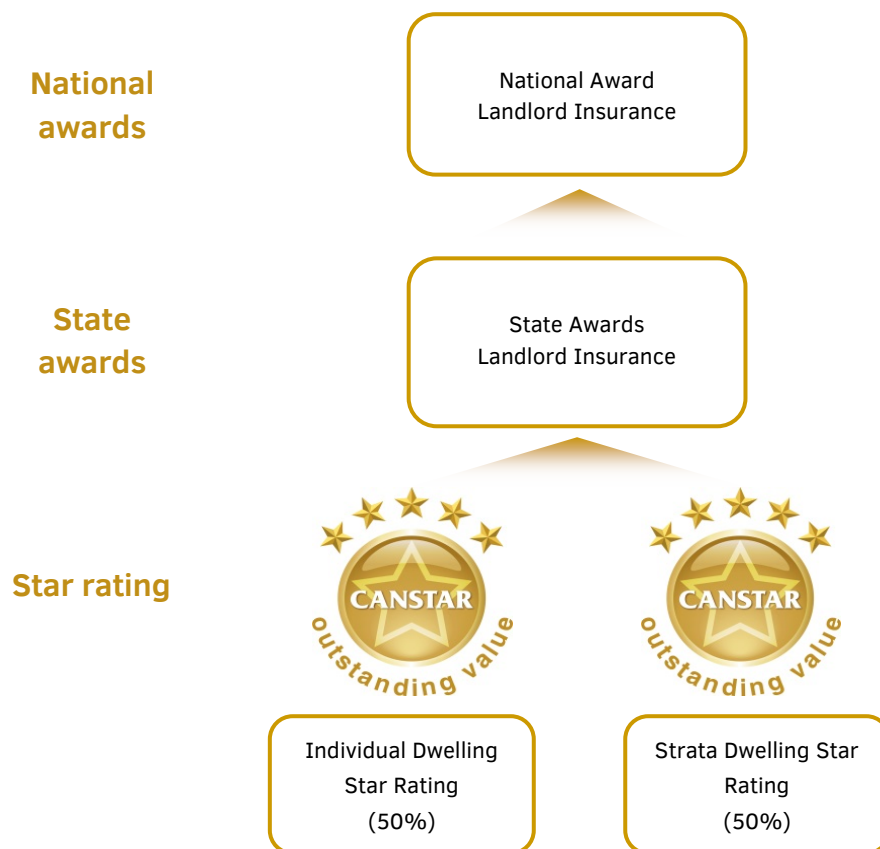 National
awards
National Award
Landlord Insurance
State
awards
State Awards
Landlord Insurance
Star rating
CANSTAR
outstanding value
CANSTAR
outstanding value
Individual Dwelling
Star Rating
(50%)
Strata Dwelling Star
Rating
(50%)